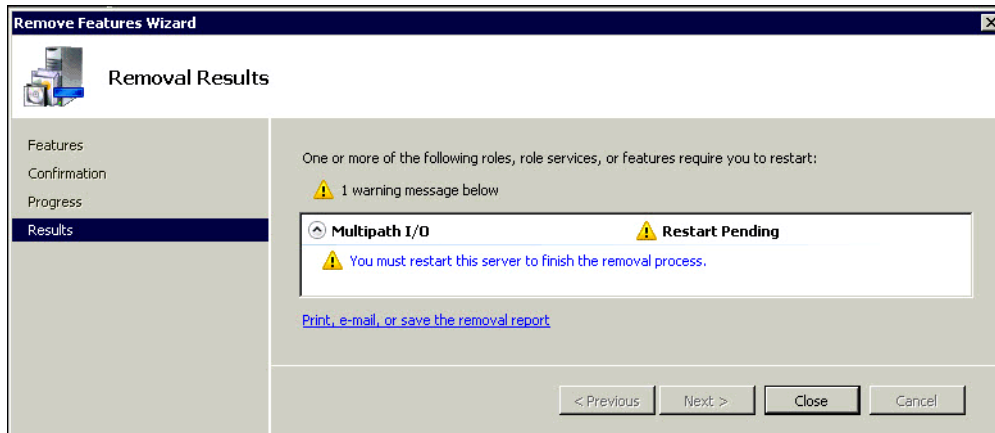 Remove Features Wizard
Removal Results
Features
Confirmation
Progress
Results
One or more of the following roles, role services, or features require you to restart:
1 warning message below
Multipath I/O Restart Pending
You must restart this server to finish the removal process.
Print, e-mail, or save the removal report
< Previous Next > Close Cancel